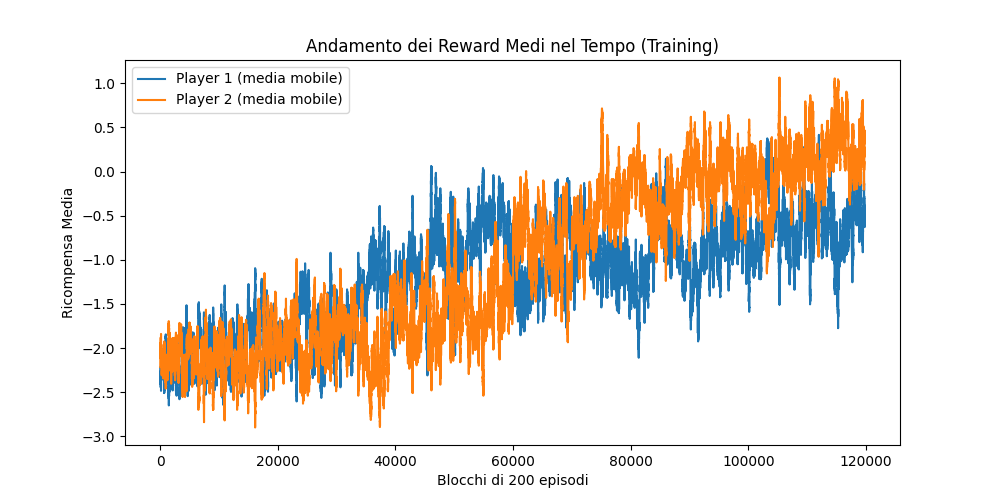 Andamento dei Reward Medi nel Tempo (Training)
Player 1 (media mobile)
Player 2 (media mobile)
Ricompensa Media
1.0
0.5
0.0
−0.5
−1.0
−1.5
−2.0
−2.5
−3.0
0 20000 40000 60000 80000 100000 120000
Blocchi di 200 episodi